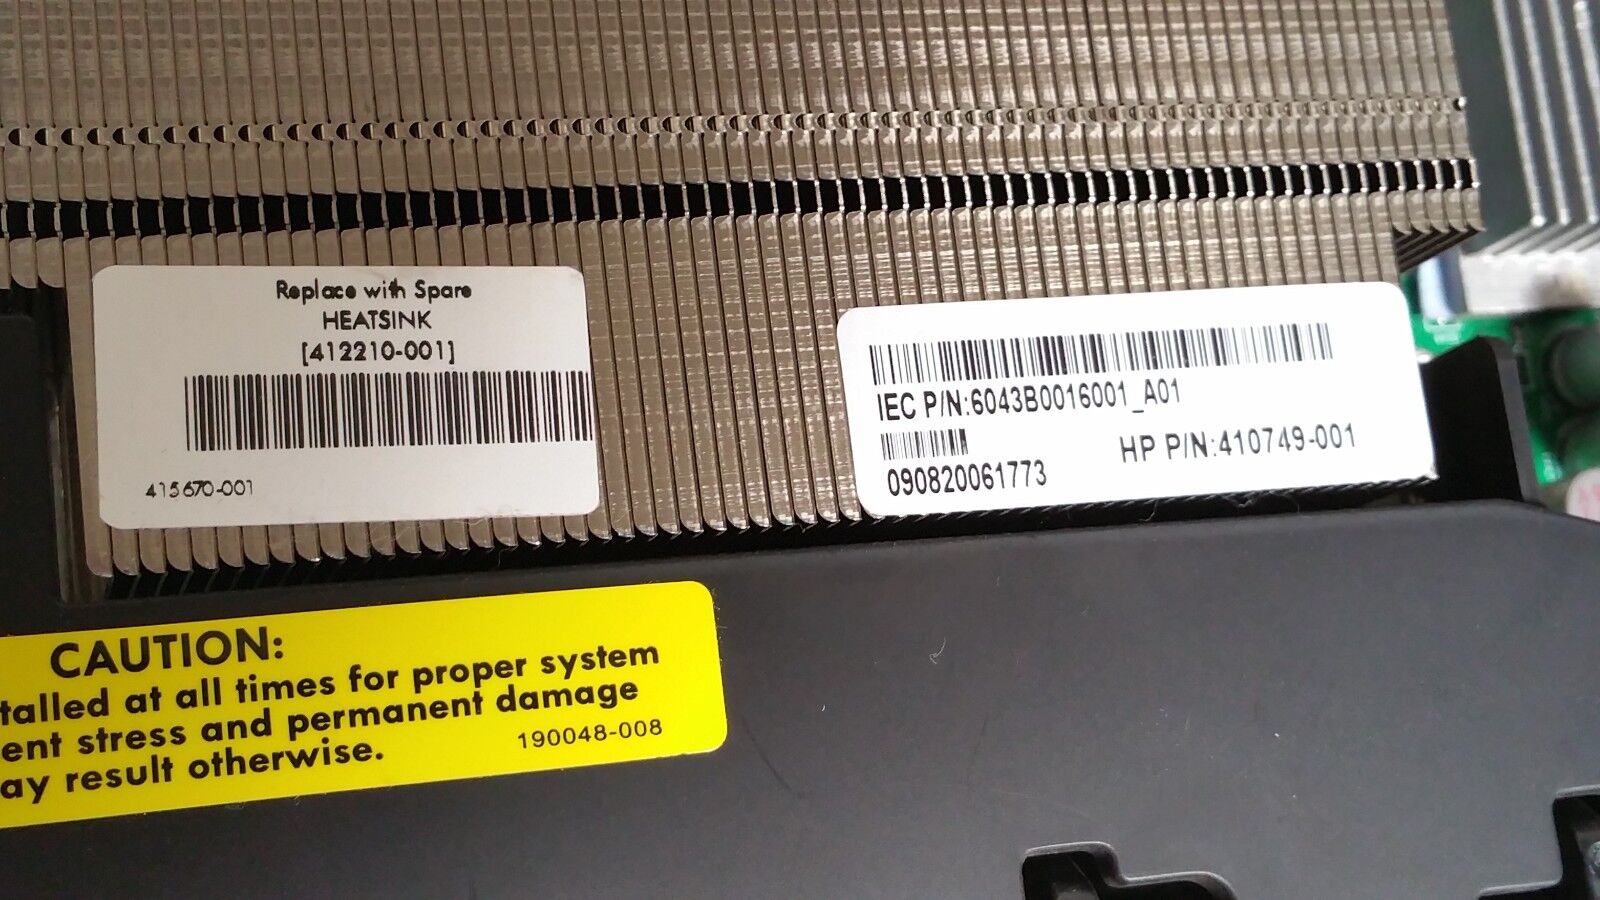 Replace with Spare
HEATSINK
[412210-001]
415670-001
IEC P/N:6043B0016001_A01
090820061773
HP P/N:410749-001
CAUTION:
talled at all times for proper system
ent stress and permanent damage
ay result otherwise.
190048-008